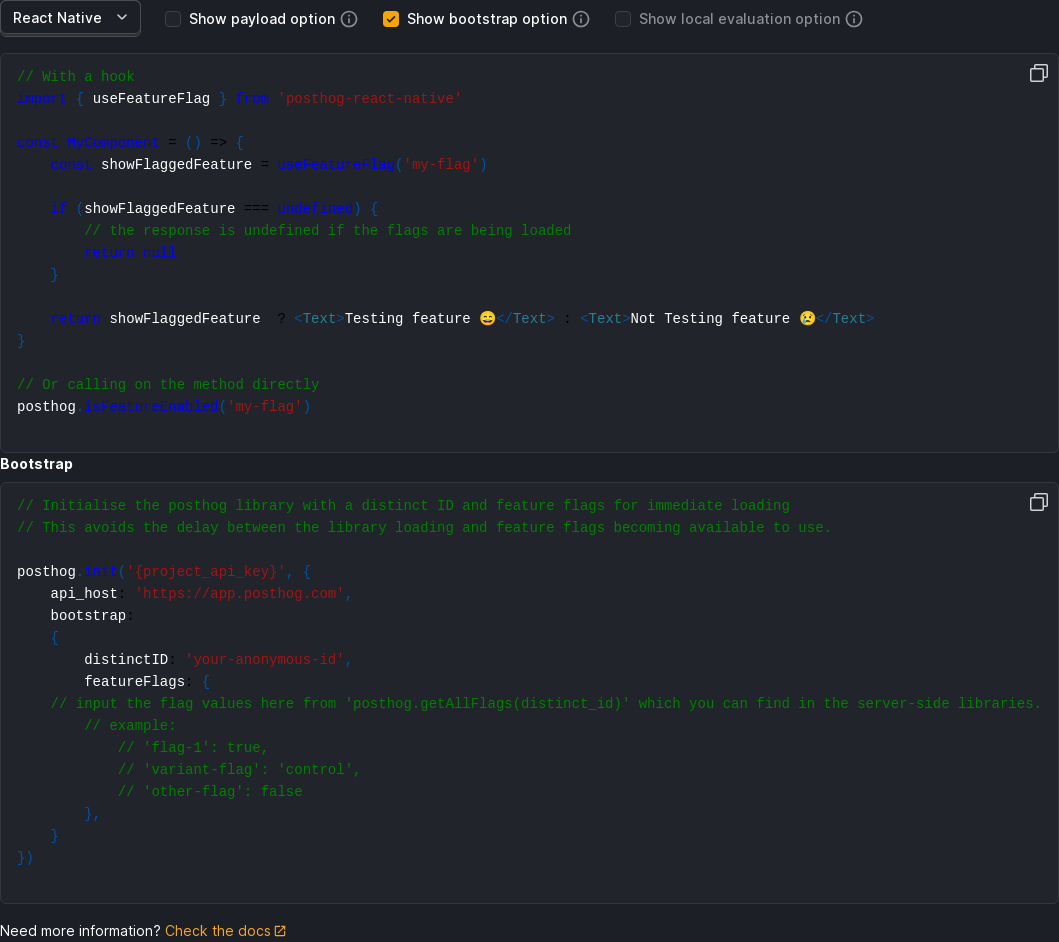 React Native Show payload option Show bootstrap option Show local evaluation option
// With a hook
import { useFeatureFlag } from 'posthog-react-native'
const MyComponent = () => {
    const showFlaggedFeature = useFeatureFlag('my-flag')
    if (showFlaggedFeature === undefined) {
        // the response is undefined if the flags are being loaded
        return null
    }
    return showFlaggedFeature  ? <Text>Testing feature 😄</Text> : <Text>Not Testing feature 😢</Text>
}
// Or calling on the method directly
posthog.isFeatureEnabled('my-flag')
Bootstrap
// Initialise the posthog library with a distinct ID and feature flags for immediate loading
// This avoids the delay between the library loading and feature flags becoming available to use.
posthog.init('{project_api_key}', {
    api_host: 'https://app.posthog.com',
    bootstrap:
    {
        distinctID: 'your-anonymous-id',
        featureFlags: {
    // input the flag values here from 'posthog.getAllFlags(distinct_id)' which you can find in the server-side libraries.
        // example:
            // 'flag-1': true,
            // 'variant-flag': 'control',
            // 'other-flag': false
        },
    }
})
Need more information? Check the docs